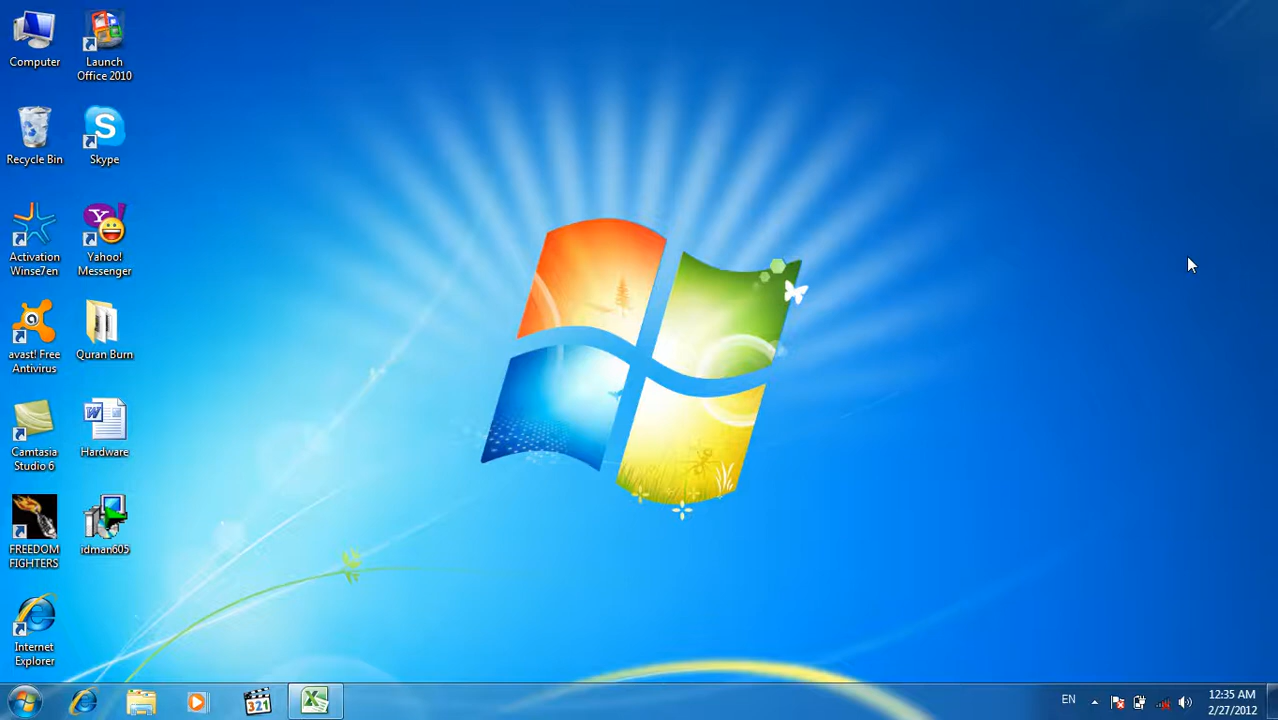 Computer
Launch
Office 2010
Recycle Bin
S
Skype
Activation
Winse7en
Y!
Yahoo!
Messenger
avast! Free
Antivirus
Quran Burn
Camtasia
Studio 6
W
Hardware
FREEDOM
FIGHTERS
idman605
Internet
Explorer
321
EN
12:35 AM
2/27/2012